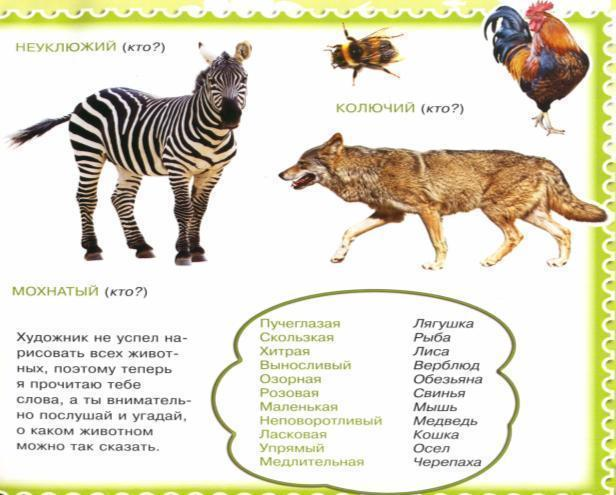 НЕУКЛЮЖИЙ (кто?)
КОЛЮЧИЙ (кто?)
МОХНАТЫЙ (кто?)
Художник не успел на-
рисовать всех живот-
ных, поэтому теперь
я прочитаю тебе
слова, а ты вниматель-
но послушай и угадай,
о каком животном
можно так сказать.
Пучеглазая Лягушка
Скользкая Рыба
Хитрая Лиса
Выносливый Верблюд
Озорная Обезьяна
Розовая Свинья
Маленькая Мышь
Неповоротливый Медведь
Ласковая Кошка
Упрямый Осел
Медлительная Черепаха